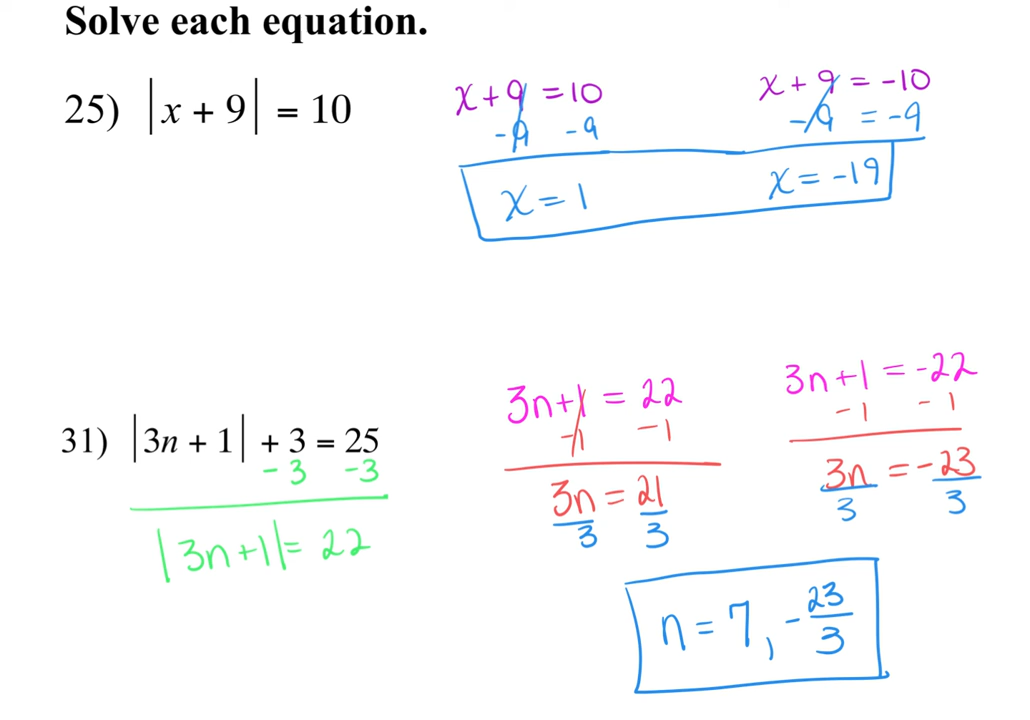 Solve each equation.
25) |x + 9| = 10
x + 9 = 10
-9 -9
x = 1
x + 9 = -10
-9 = -9
x = -19
31) |3n + 1| + 3 = 25
-3 -3
|3n+1| = 22
3n+1 = 22
-1 -1
3n = 21
3 3
3n+1 = -22
-1 -1
3n = -23
3 3
n = 7, -23/3